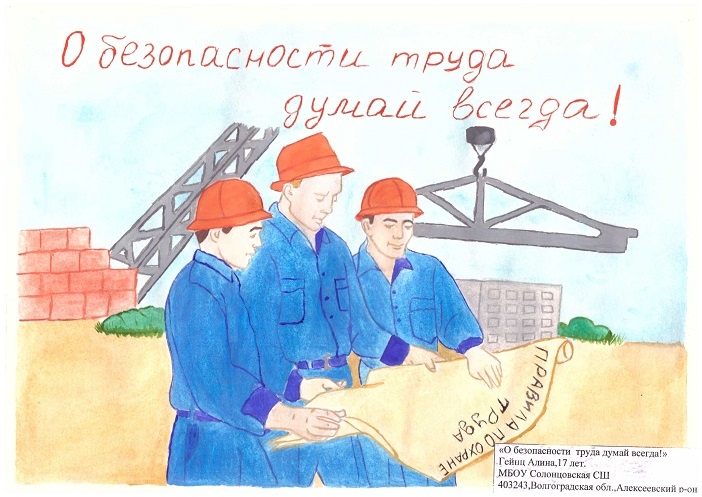 О безопасности труда
думай всегда!
ПРАВИЛА ПО ОХРАНЕ
ТРУДА
«О безопасности труда думай всегда!»
Гейнц Алина,17 лет.
МБОУ Солонцовская СШ
403243,Волгоградская обл.,Алексеевский р-он